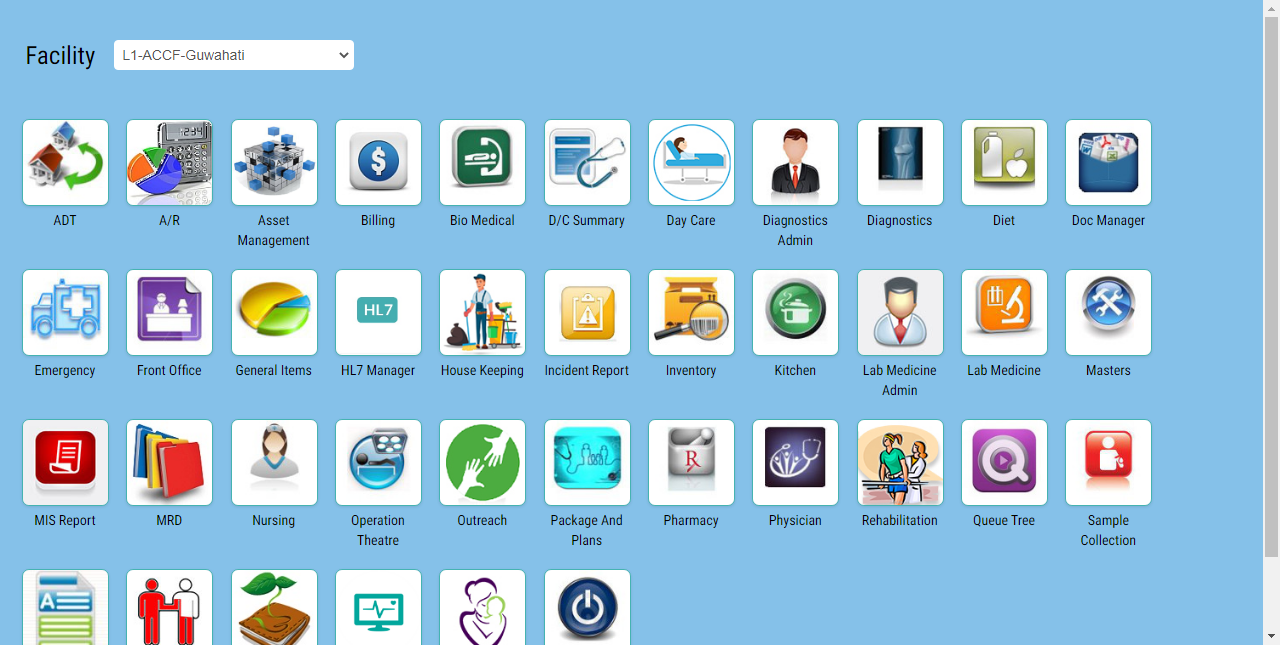 Facility L1-ACCF-Guwahati
ADT A/R Asset Management Billing Bio Medical D/C Summary Day Care Diagnostics Admin Diagnostics Diet Doc Manager
HL7
Emergency Front Office General Items HL7 Manager House Keeping Incident Report Inventory Kitchen Lab Medicine Admin Lab Medicine Masters
MIS Report MRD Nursing Operation Theatre Outreach Package And Plans Pharmacy Physician Rehabilitation Queue Tree Sample Collection